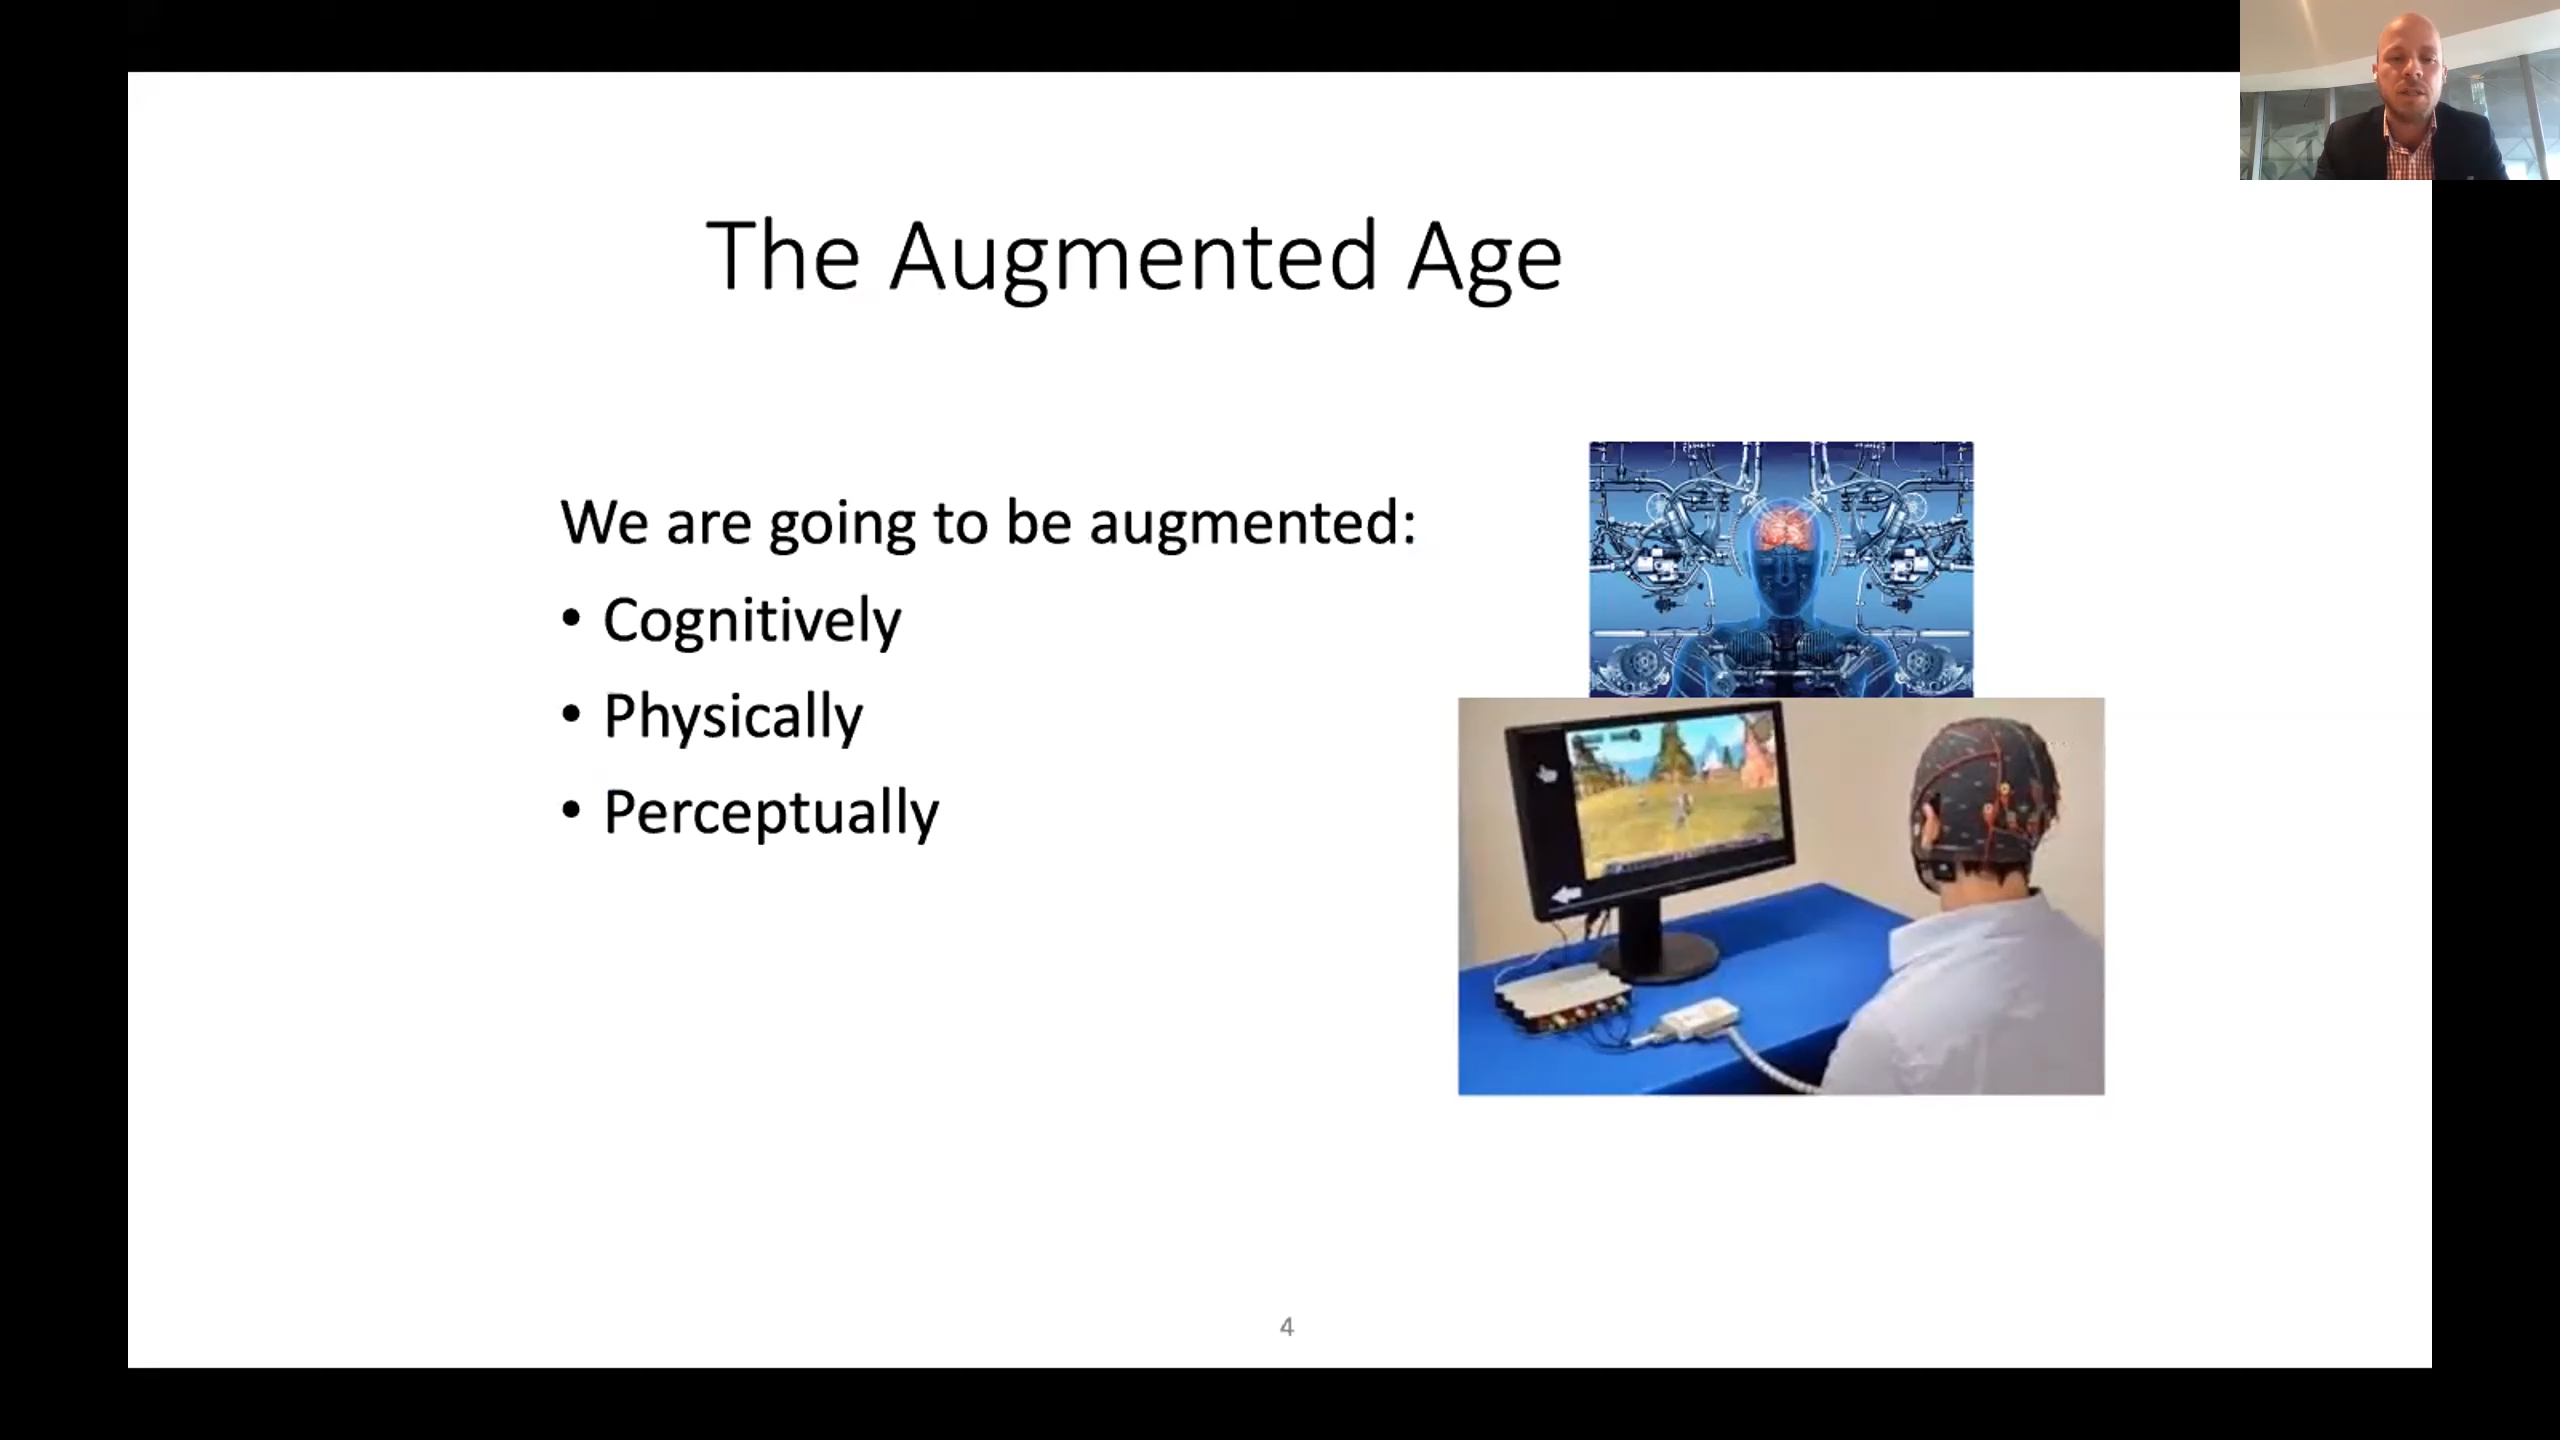 The Augmented Age
We are going to be augmented:
• Cognitively
• Physically
• Perceptually
4